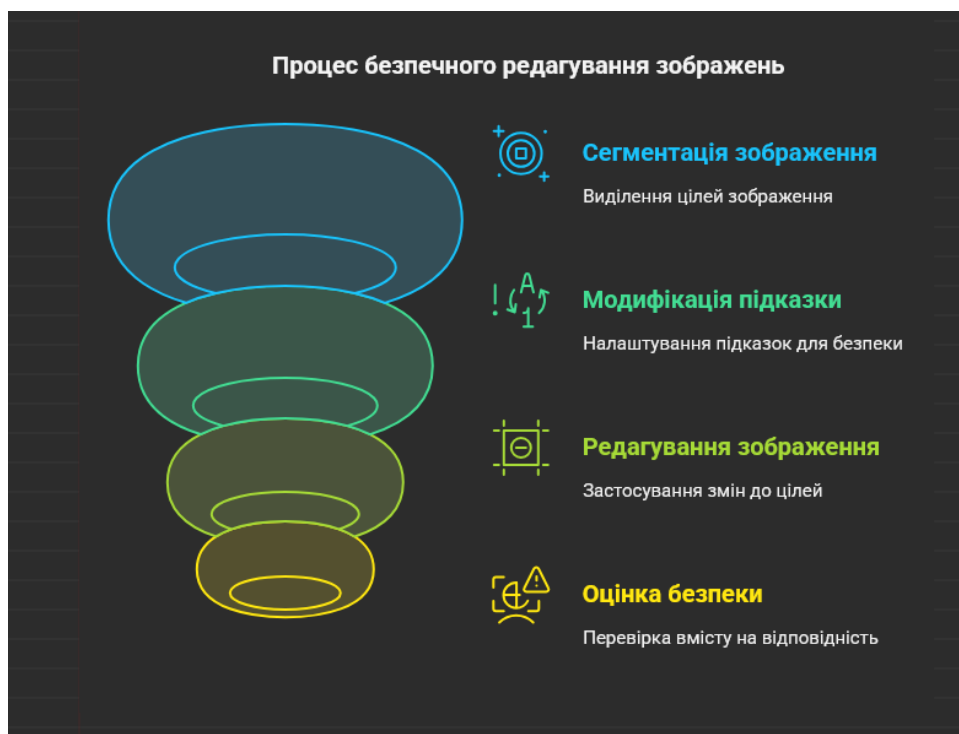 Процес безпечного редагування зображень
Сегментація зображення
Виділення цілей зображення
Модифікація підказки
Налаштування підказок для безпеки
Редагування зображення
Застосування змін до цілей
Оцінка безпеки
Перевірка вмісту на відповідність